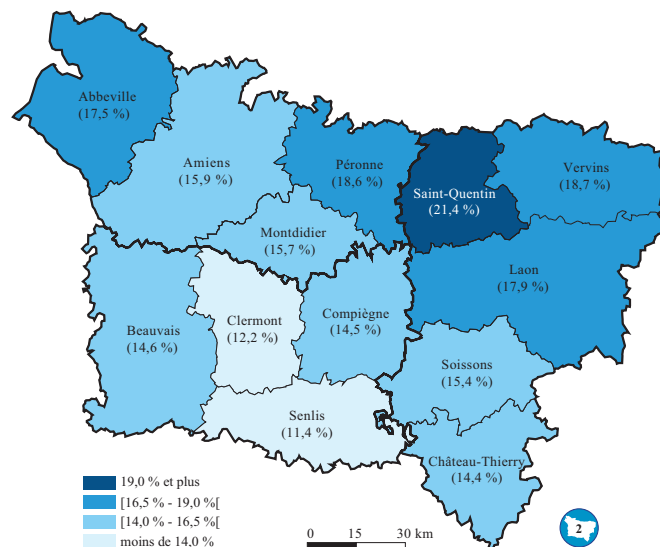 Abbeville
(17,5 %)
Amiens
(15,9 %)
Péronne
(18,6 %)
Saint-Quentin
(21,4 %)
Vervins
(18,7 %)
Montdidier
(15,7 %)
Laon
(17,9 %)
Beauvais
(14,6 %)
Clermont
(12,2 %)
Compiègne
(14,5 %)
Soissons
(15,4 %)
Senlis
(11,4 %)
Château-Thierry
(14,4 %)
19,0 % et plus
[16,5 % - 19,0 %[
[14,0 % - 16,5 %[
moins de 14,0 %
0 15 30 km
2